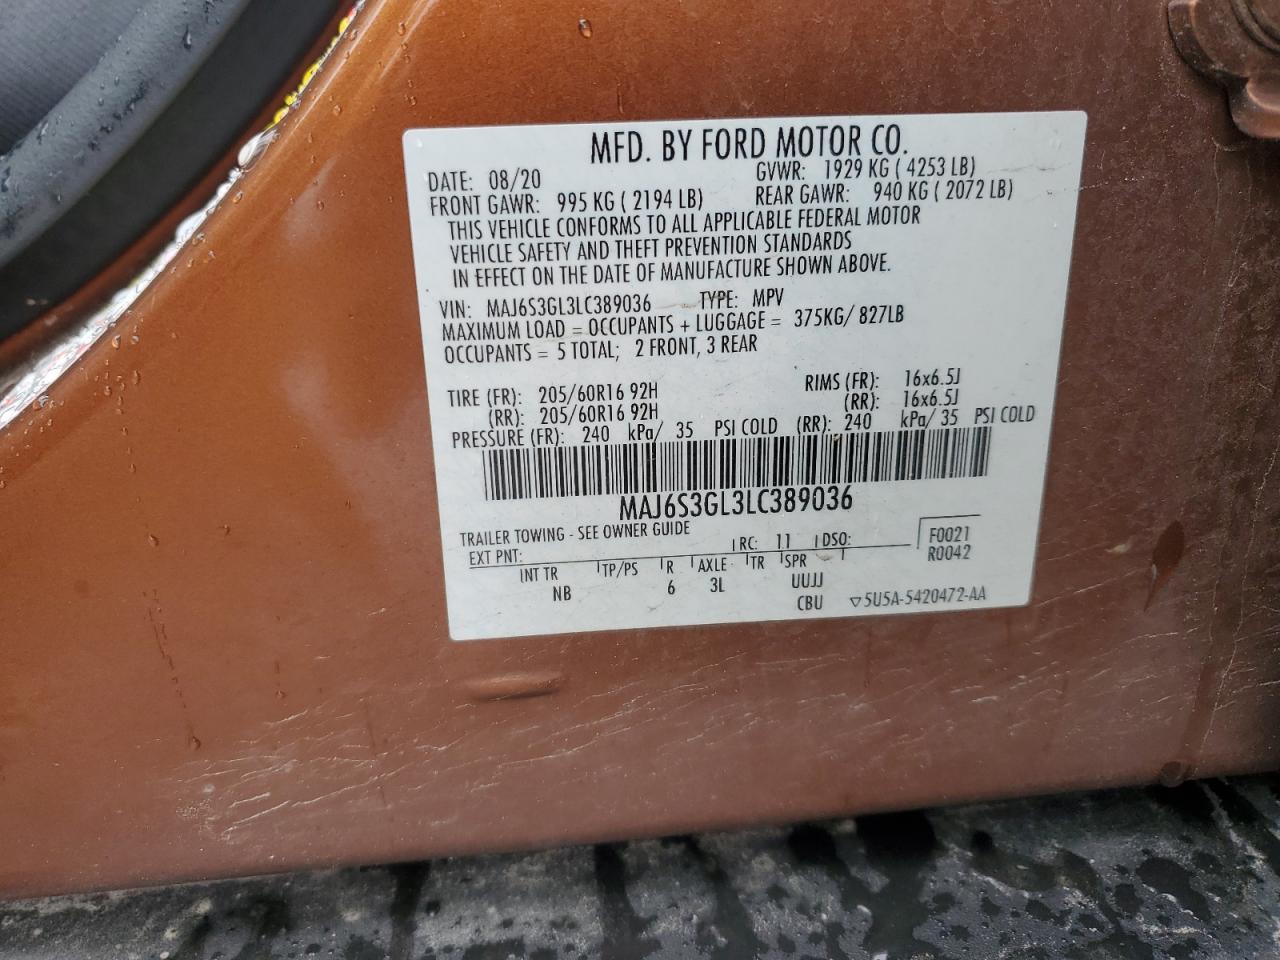 MFD. BY FORD MOTOR CO.
DATE: 08/20 GVWR: 1929 KG ( 4253 LB)
FRONT GAWR: 995 KG ( 2194 LB) REAR GAWR: 940 KG ( 2072 LB)
THIS VEHICLE CONFORMS TO ALL APPLICABLE FEDERAL MOTOR
VEHICLE SAFETY AND THEFT PREVENTION STANDARDS
IN EFFECT ON THE DATE OF MANUFACTURE SHOWN ABOVE.
VIN: MAJ6S3GL3LC389036 TYPE: MPV
MAXIMUM LOAD = OCCUPANTS + LUGGAGE = 375KG/ 827LB
OCCUPANTS = 5 TOTAL; 2 FRONT, 3 REAR
TIRE (FR): 205/60R16 92H RIMS (FR): 16x6.5J
(RR): 205/60R16 92H (RR): 16x6.5J
PRESSURE (FR): 240 kPa/ 35 PSI COLD (RR): 240 kPa/ 35 PSI COLD
MAJ6S3GL3LC389036
TRAILER TOWING - SEE OWNER GUIDE
EXT PNT: RC: 11 DSO: F0021
R0042
INT TR TP/PS R AXLE TR SPR
NB 6 3L UUJJ
CBU ▽5U5A-5420472-AA